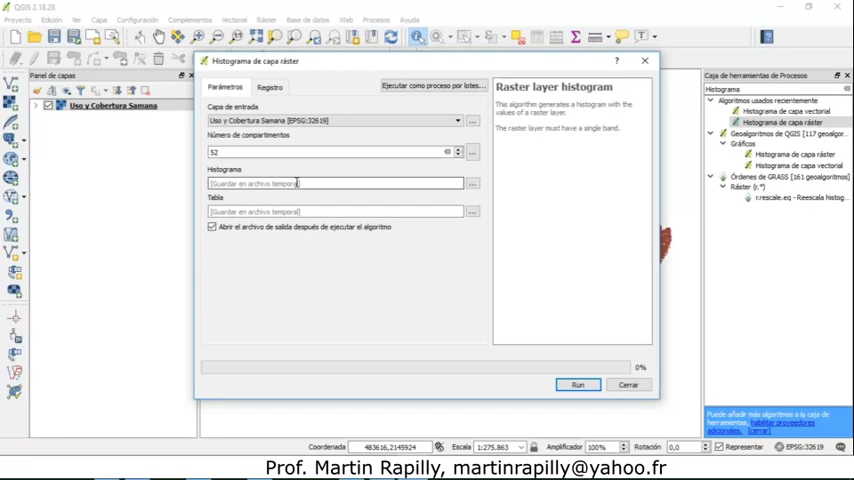 QGIS 2.18.28
Proyecto Edición Ver Capa Configuración Complementos Vectorial Ráster Base de datos Web Procesos Ayuda
Panel de capas
Uso y Cobertura Samana
Histograma de capa ráster
Parámetros
Registro
Ejecutar como proceso por lotes...
Capa de entrada
Uso y Cobertura Samana [EPSG:32619]
Número de compartimentos
52
Histograma
[Guardar en archivo temporal]
Tabla
[Guardar en archivo temporal]
Abrir el archivo de salida después de ejecutar el algoritmo
Raster layer histogram
This algorithm generates a histogram with the
values of a raster layer.
The raster layer must have a single band.
0%
Run
Cerrar
Caja de herramientas de Procesos
Histograma
Algoritmos usados recientemente
Histograma de capa vectorial
Histograma de capa ráster
Geoalgoritmos de QGIS [117 geoalgor...
Gráficos
Histograma de capa ráster
Histograma de capa vectorial
Órdenes de GRASS [161 geoalgorit...
Ráster (r.*)
r.rescale.eq - Reescala histog...
Puede añadir más algoritmos a la caja de
herramientas, habilitar proveedores
adicionales. [cerrar]
Coordenada 483616,2145924 Escala 1:275.863 Amplificador 100% Rotación 0,0 Representar EPSG:32619
Prof. Martin Rapilly, martinrapilly@yahoo.fr